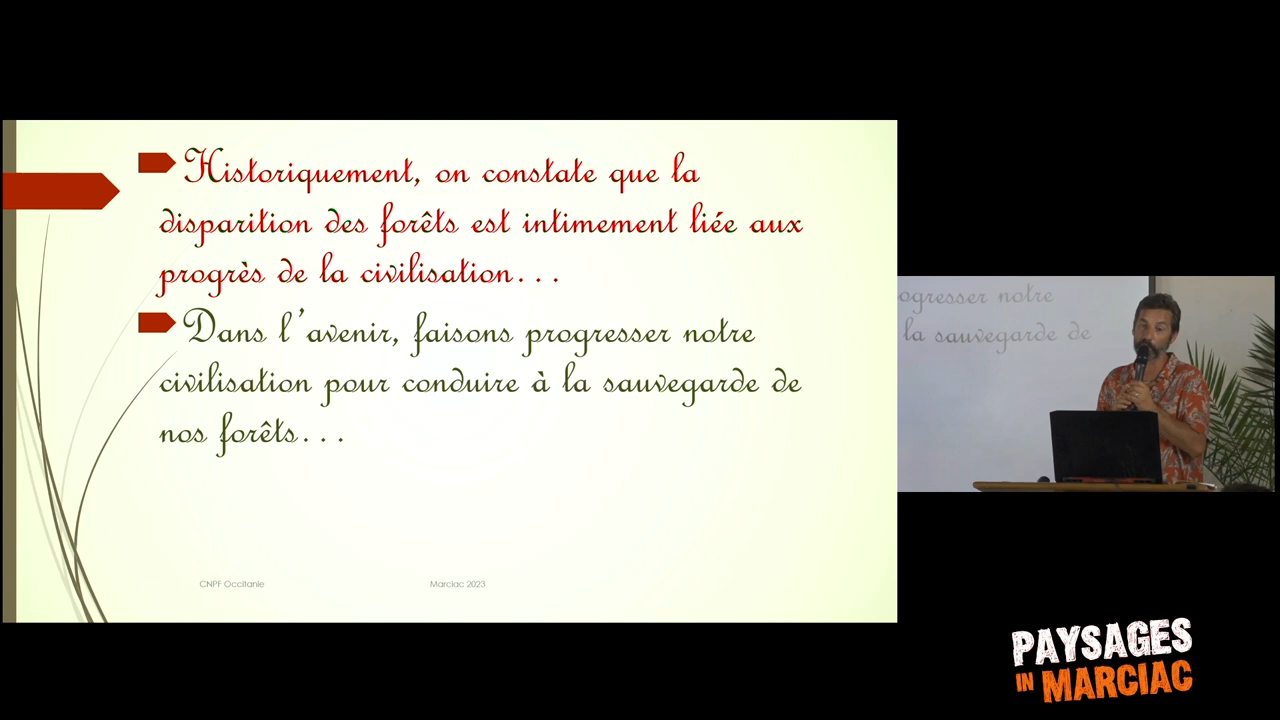 Historiquement, on constate que la
disparition des forêts est intimement liée aux
progrès de la civilisation...
Dans l'avenir, faisons progresser notre
civilisation pour conduire à la sauvegarde de
nos forêts...
CNPF Occitanie
Marciac 2023
ogresser notre
la sauvegarde de
PAYSAGES
IN MARCIAC